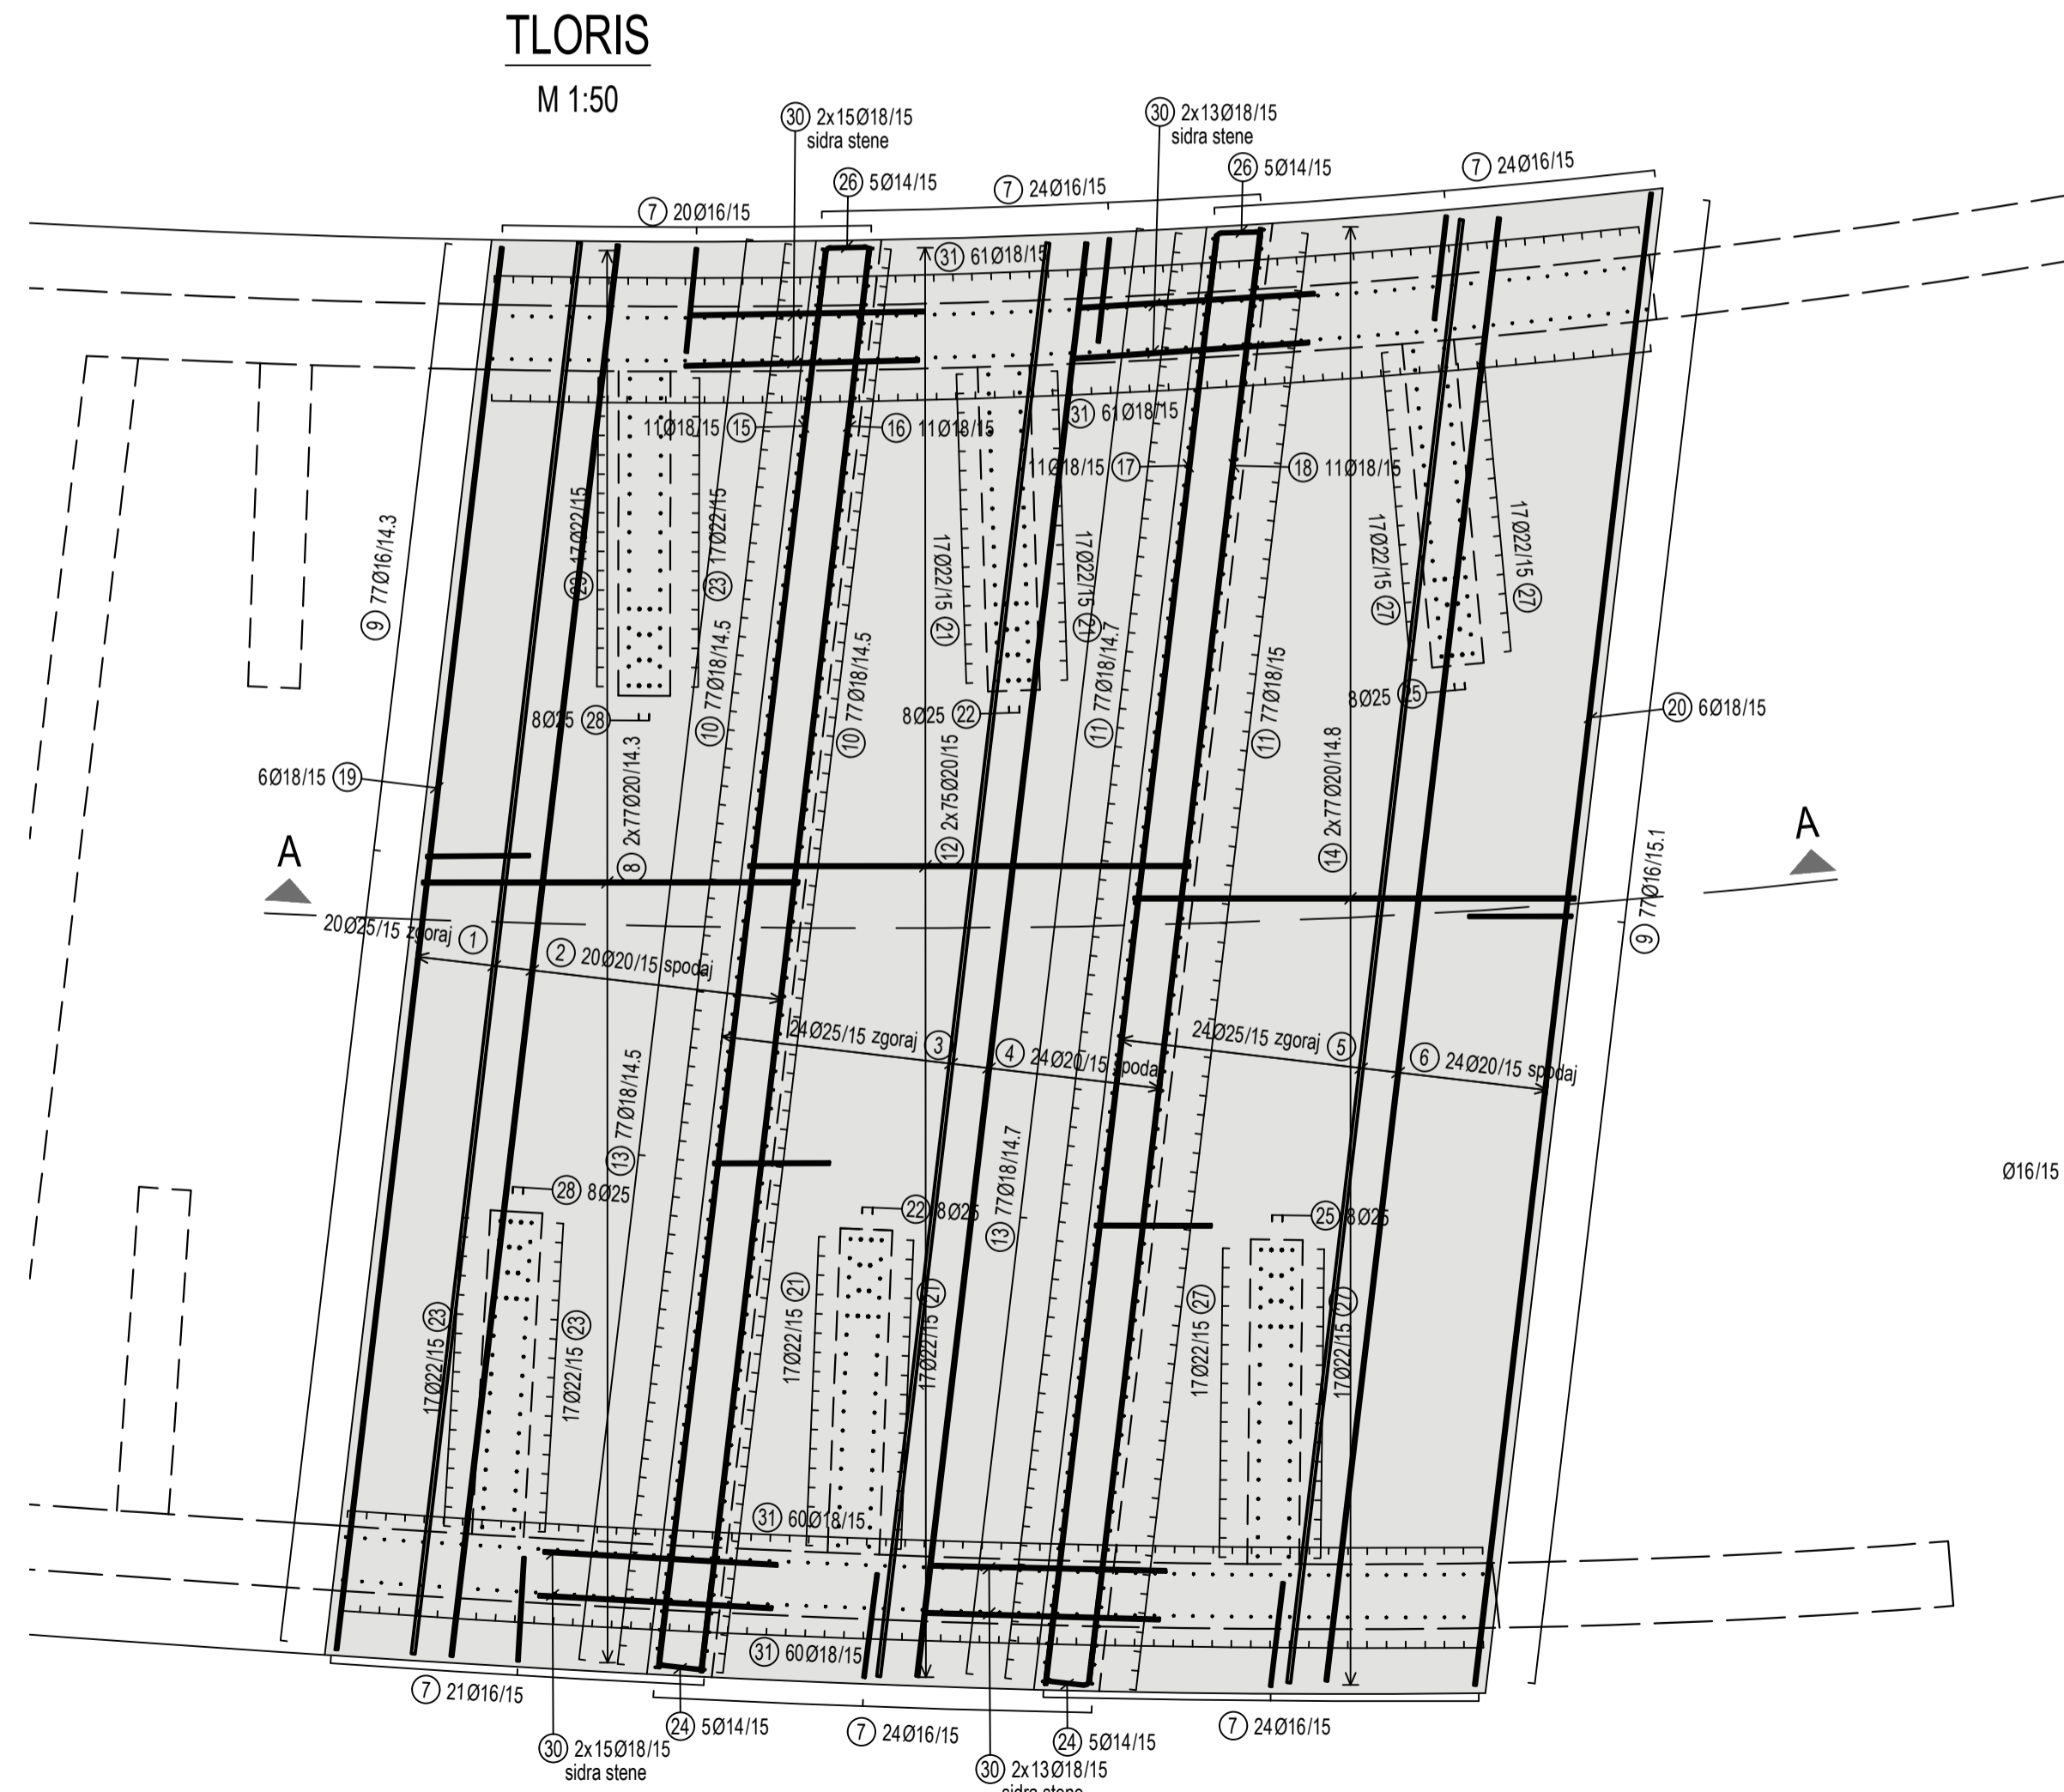 TLORIS
M 1:50
30 2x15Ø18/15
sidra stene
30 2x13Ø18/15
sidra stene
26 5Ø14/15
26 5Ø14/15
7 20Ø16/15
7 24Ø16/15
7 24Ø16/15
31 61Ø18/15
31 61Ø18/15
11Ø18/15 15
16 11Ø18/15
11Ø18/15 17
18 11Ø18/15
9 77Ø16/14.3
23 17Ø22/15
23 17Ø22/15
17Ø22/15 21
17Ø22/15 21
17Ø22/15 27
17Ø22/15 27
10 77Ø18/14.5
10 77Ø18/14.5
11 77Ø18/14.7
11 77Ø18/15
8Ø25 28
8Ø25 22
8Ø25 25
20 6Ø18/15
6Ø18/15 19
8 2x77Ø20/14.3
12 2x75Ø20/15
14 2x77Ø20/14.8
A
A
9 77Ø16/15.1
20Ø25/15 zgoraj 1
2 20Ø20/15 spodaj
24Ø25/15 zgoraj 3
4 24Ø20/15 spodaj
24Ø25/15 zgoraj 5
6 24Ø20/15 spodaj
13 77Ø18/14.5
13 77Ø18/14.7
Ø16/15
28 8Ø25
22 8Ø25
25 8Ø25
17Ø22/15 23
17Ø22/15 23
17Ø22/15 21
17Ø22/15 21
17Ø22/15 27
17Ø22/15 27
31 60Ø18/15
31 60Ø18/15
7 21Ø16/15
24 5Ø14/15
7 24Ø16/15
24 5Ø14/15
7 24Ø16/15
30 2x15Ø18/15
sidra stene
30 2x13Ø18/15
sidra stene